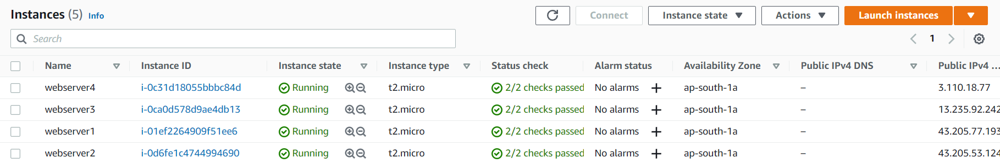 Instances (5) Info Connect Instance state Actions Launch instances
Search 1
Name Instance ID Instance state Instance type Status check Alarm status Availability Zone Public IPv4 DNS Public IPv4 ...
webserver4 i-0c31d18055bbbc84d Running t2.micro 2/2 checks passed No alarms + ap-south-1a – 3.110.18.77
webserver3 i-0ca0d578d9ae4db13 Running t2.micro 2/2 checks passed No alarms + ap-south-1a – 13.235.92.242
webserver1 i-01ef2264909f51ee6 Running t2.micro 2/2 checks passed No alarms + ap-south-1a – 43.205.77.193
webserver2 i-0d6fe1c4744994690 Running t2.micro 2/2 checks passed No alarms + ap-south-1a – 43.205.53.124